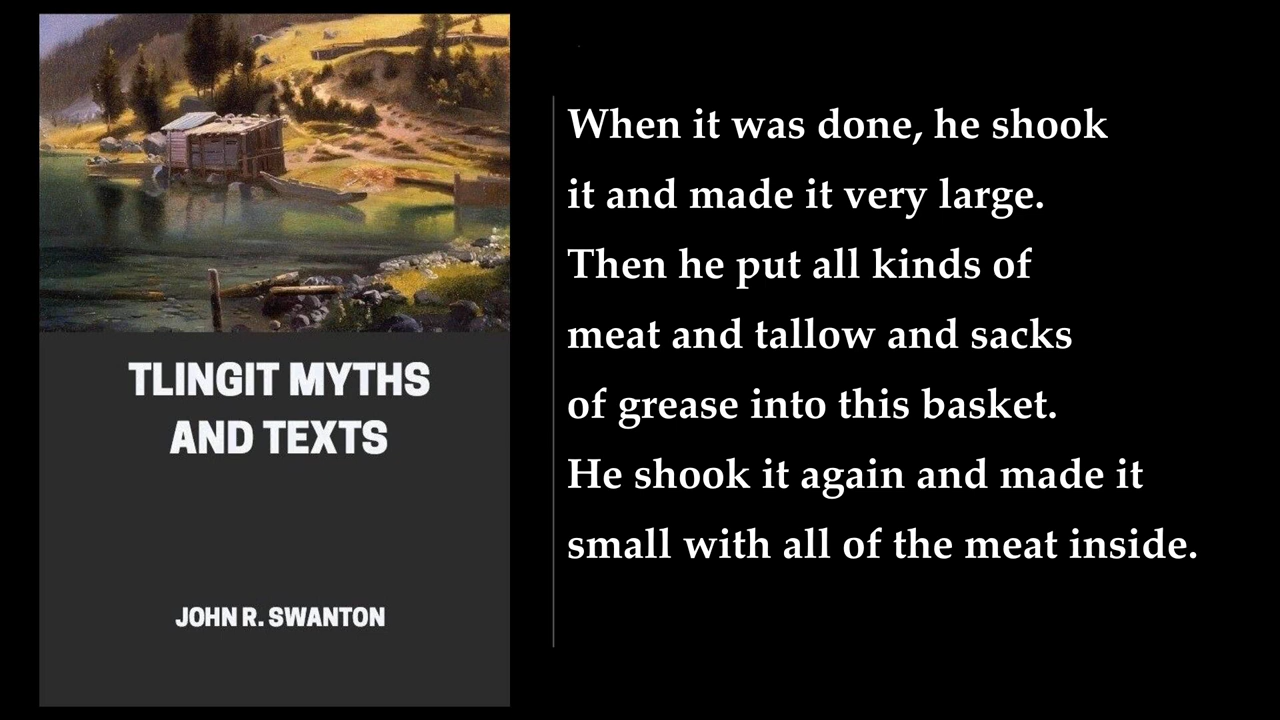 TLINGIT MYTHS
AND TEXTS
JOHN R. SWANTON
When it was done, he shook
it and made it very large.
Then he put all kinds of
meat and tallow and sacks
of grease into this basket.
He shook it again and made it
small with all of the meat inside.